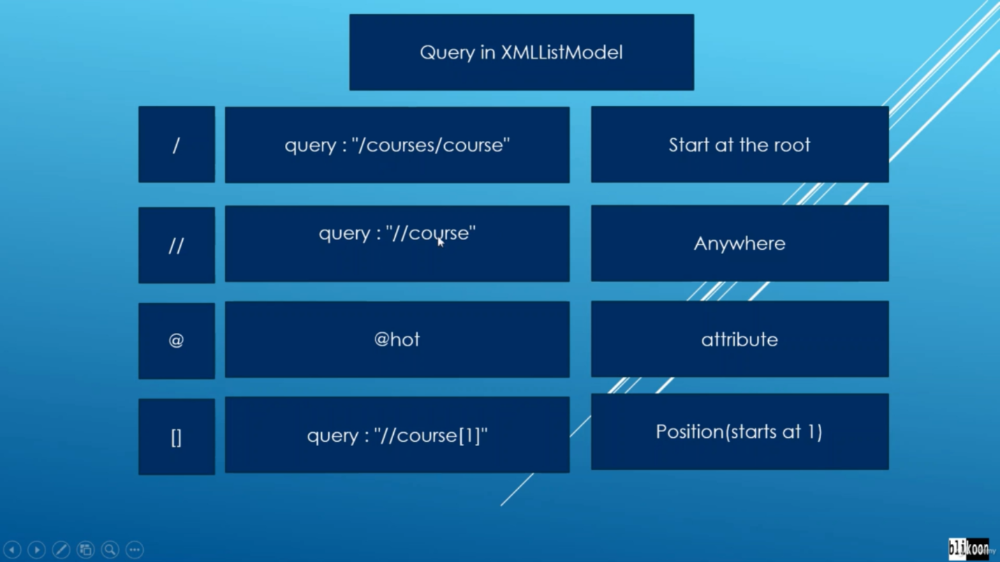 Query in XMLListModel
/
query : "/courses/course"
Start at the root
//
query : "//course"
Anywhere
@
@hot
attribute
[]
query : "//course[1]"
Position(starts at 1)
blikoon